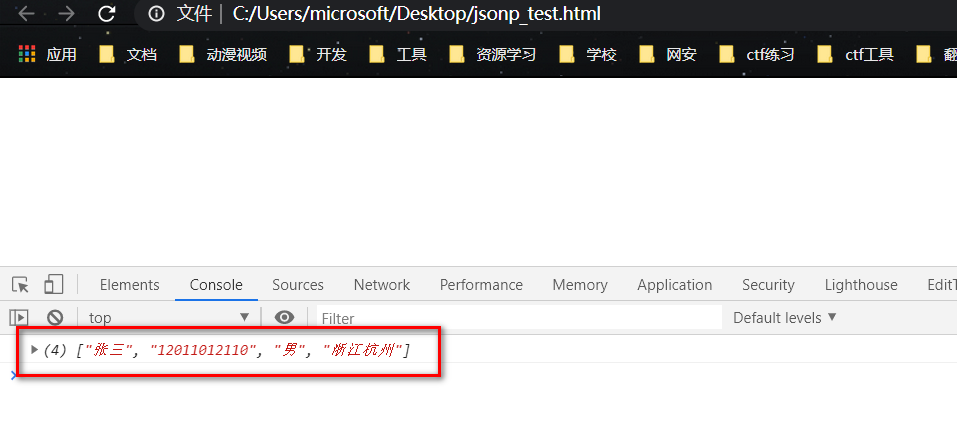 文件 C:/Users/microsoft/Desktop/jsonp_test.html
应用 文档 动漫视频 开发 工具 资源学习 学校 网安 ctf练习 ctf工具
Elements Console Sources Network Performance Memory Application Security Lighthouse EditT
top Filter Default levels
(4) ["张三", "12011012110", "男", "浙江杭州"]